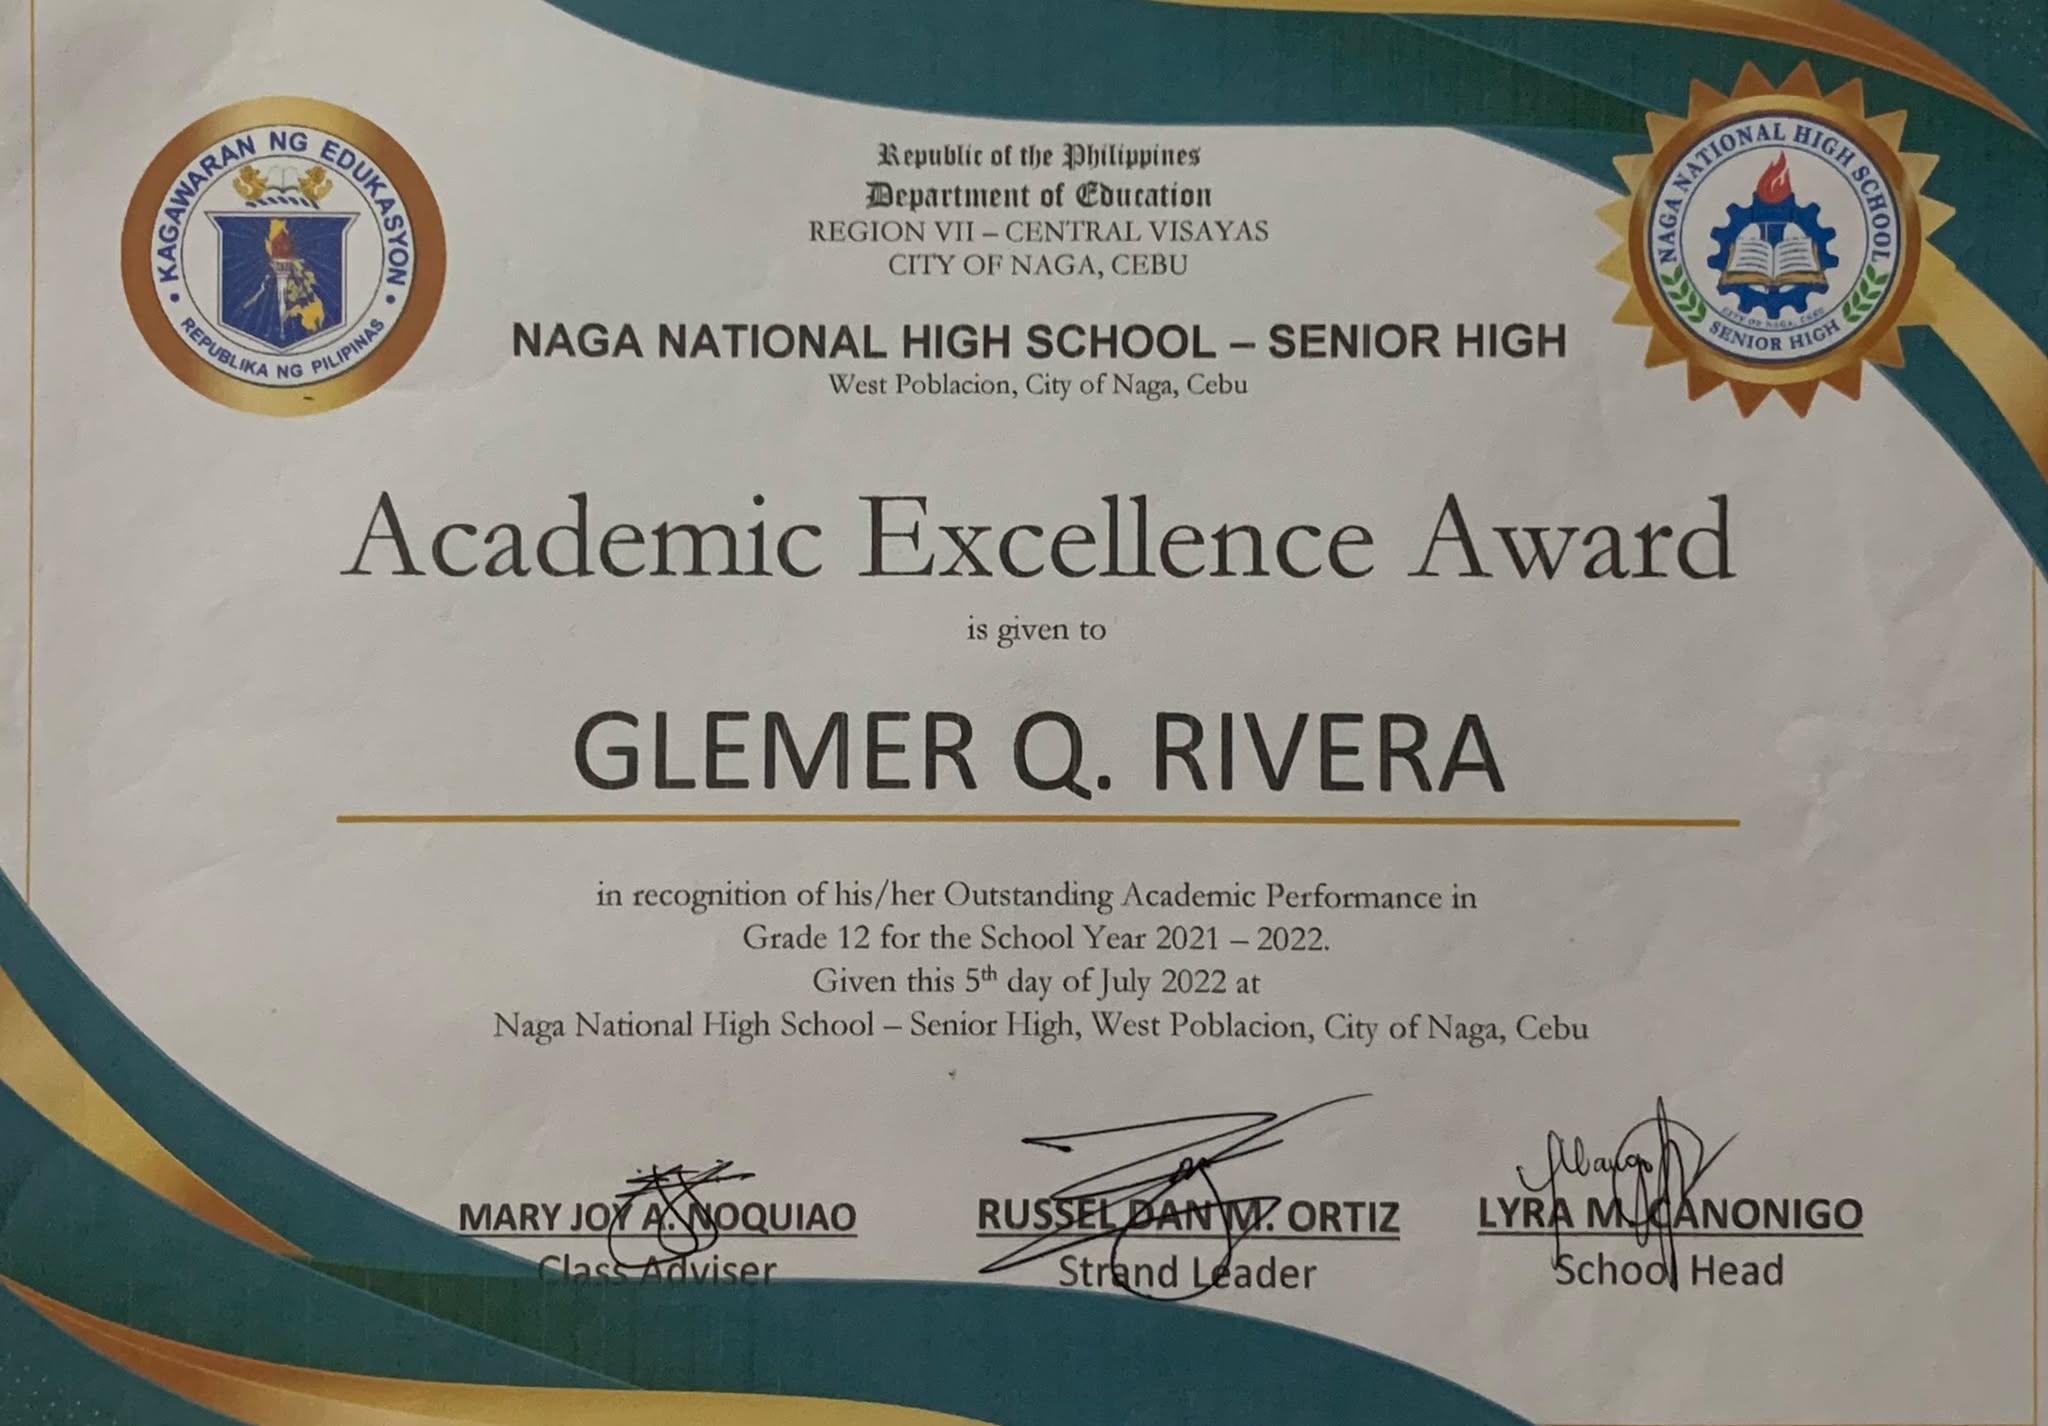 KAGAWARAN NG EDUKASYON
REPUBLIKA NG PILIPINAS
Republic of the Philippines
Department of Education
REGION VII – CENTRAL VISAYAS
CITY OF NAGA, CEBU
NAGA NATIONAL HIGH SCHOOL – SENIOR HIGH
West Poblacion, City of Naga, Cebu
NAGA NATIONAL HIGH SCHOOL
CITY OF NAGA, CEBU
SENIOR HIGH
Academic Excellence Award
is given to
GLEMER Q. RIVERA
in recognition of his/her Outstanding Academic Performance in
Grade 12 for the School Year 2021 – 2022.
Given this 5th day of July 2022 at
Naga National High School – Senior High, West Poblacion, City of Naga, Cebu
MARY JOY A. NOQUIAO
Class Adviser
RUSSEL DAN M. ORTIZ
Strand Leader
LYRA M. CANONIGO
School Head